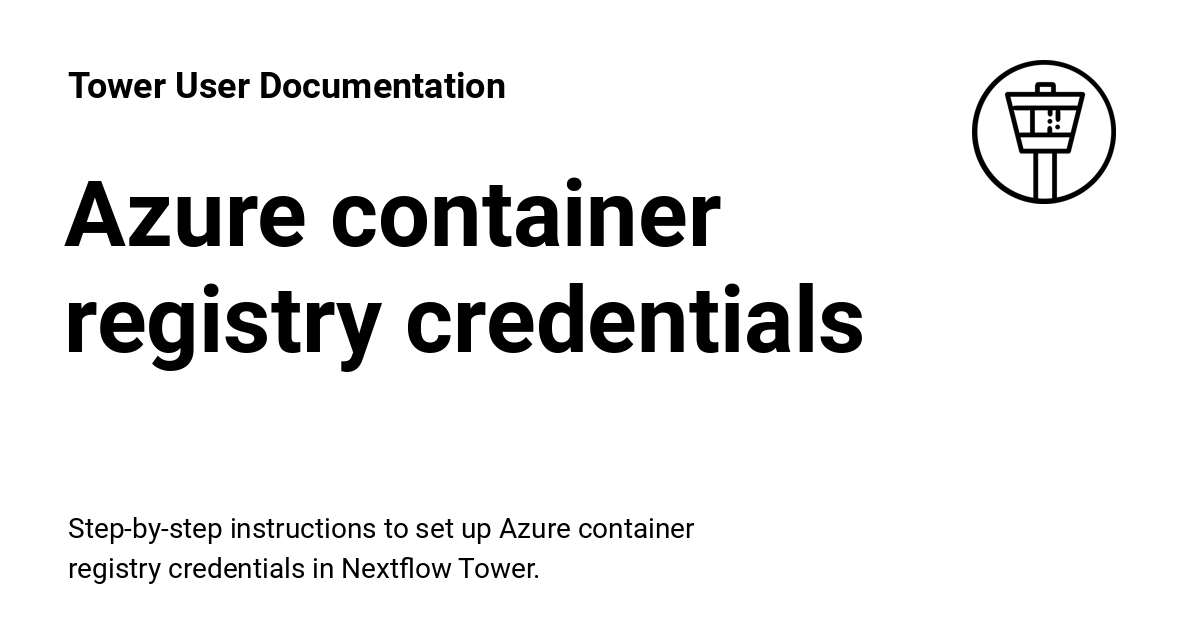 Tower User Documentation
Azure container
registry credentials
Step-by-step instructions to set up Azure container
registry credentials in Nextflow Tower.